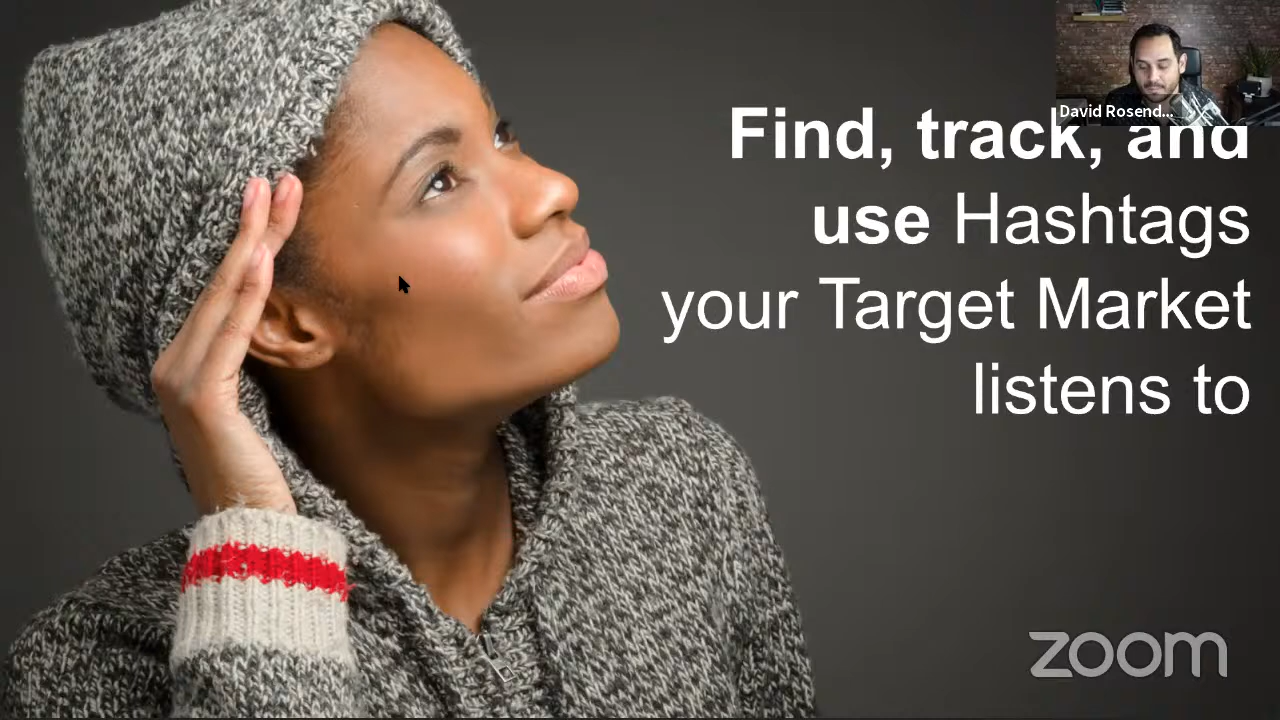 David Rosend...
Find, track, and
use Hashtags
your Target Market
listens to
zoom